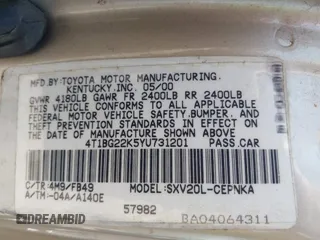 MFD.BY TOYOTA MOTOR MANUFACTURING,
KENTUCKY,INC. 05/00
GVWR 4180LB GAWR FR 2400LB RR 2400LB
THIS VEHICLE CONFORMS TO ALL APPLICABLE
FEDERAL MOTOR VEHICLE SAFETY, BUMPER,
AND THEFT PREVENTION STANDARDS IN EFFECT
ON THE DATE OF MANUFACTURE SHOWN ABOVE.
4T1BG22K5YU731201 PASS.CAR
C/TR:4M9/FB49 MODEL:SXV20L-CEPNKA
A/TM:-04A/A140E
57982
BA04064311
© IDEAL AUTO